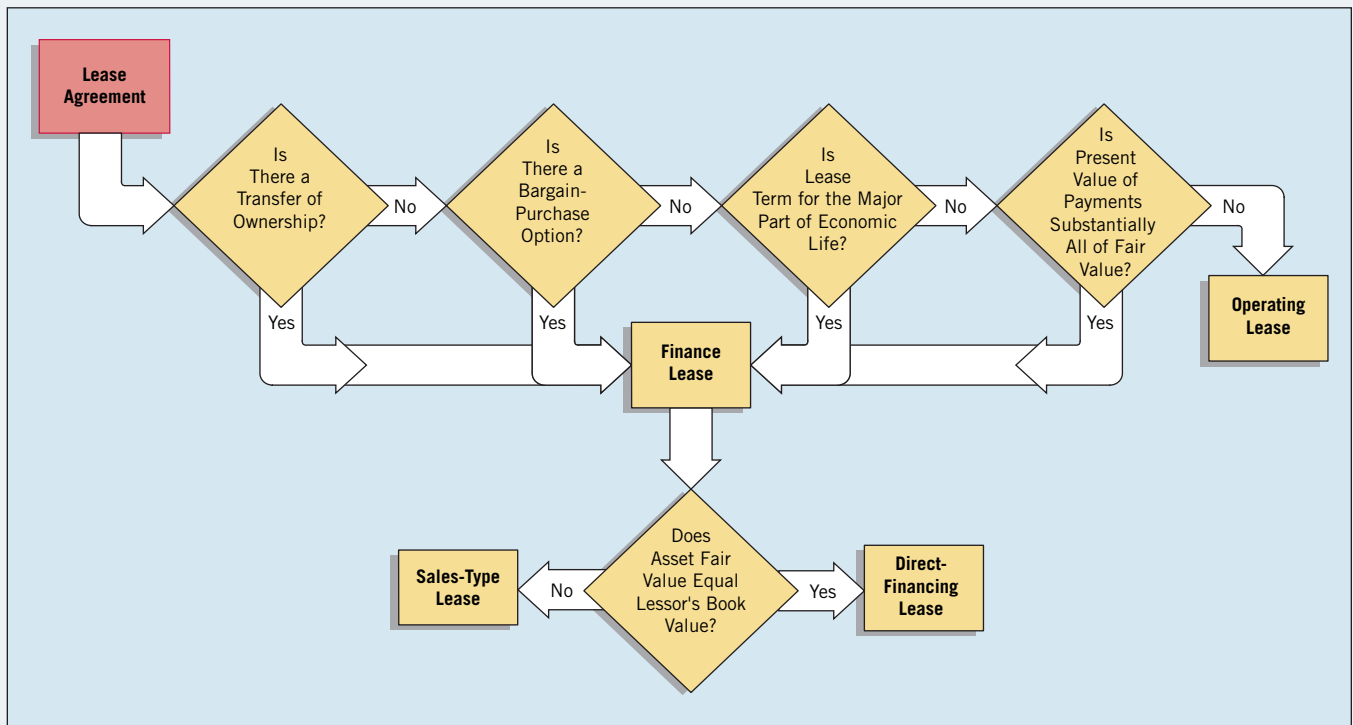 Lease
Agreement
Is
There a
Transfer of
Ownership?
No
Is
There a
Bargain-
Purchase
Option?
No
Is
Lease
Term for the Major
Part of Economic
Life?
No
Is
Present
Value of
Payments
Substantially
All of Fair
Value?
No
Operating
Lease
Yes
Yes
Yes
Yes
Finance
Lease
Does
Asset Fair
Value Equal
Lessor's Book
Value?
No
Sales-Type
Lease
Yes
Direct-
Financing
Lease